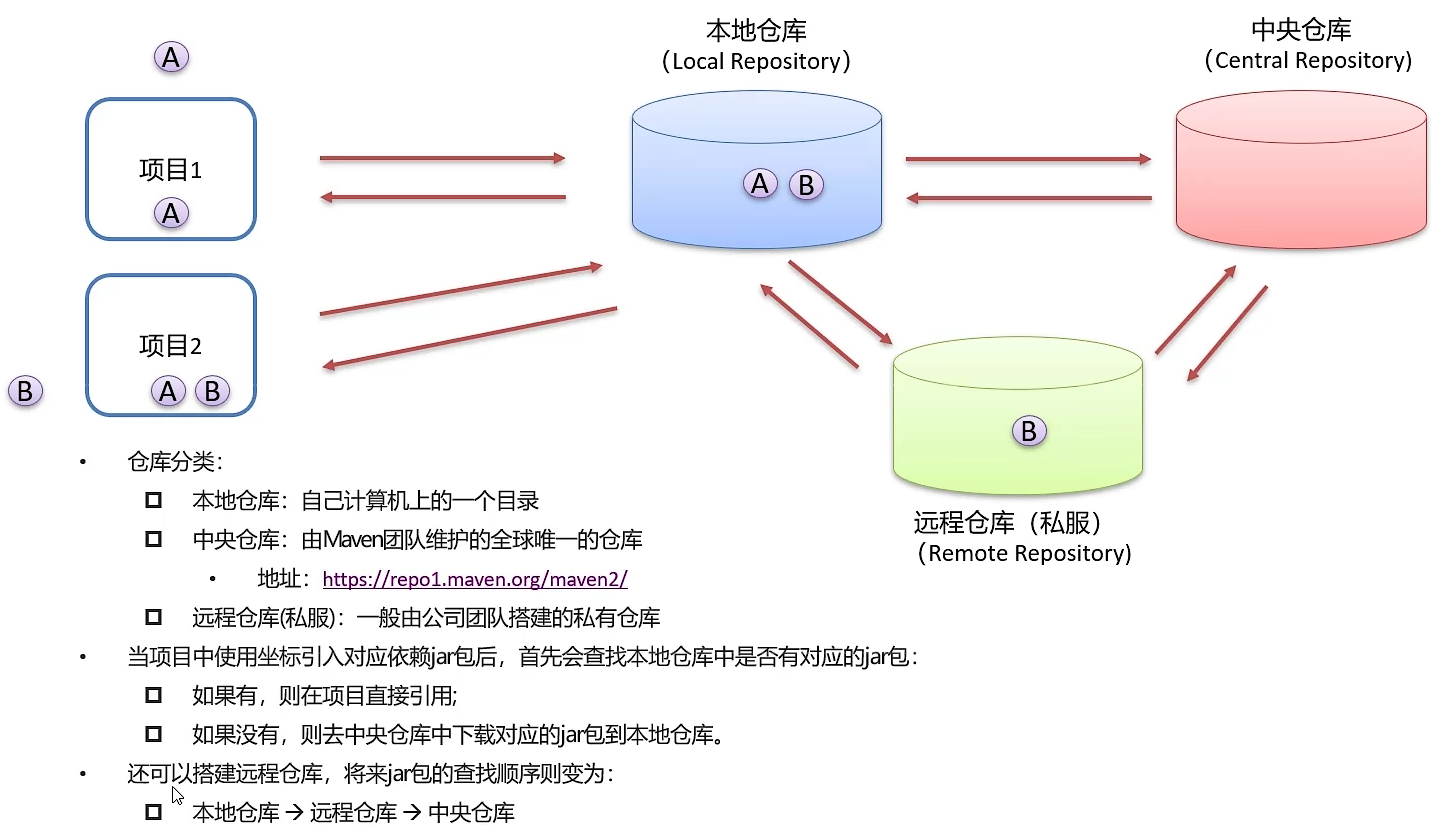 本地仓库
（Local Repository）
中央仓库
（Central Repository)
A
项目1
A
A B
项目2
B
A B
B
远程仓库（私服）
（Remote Repository)
• 仓库分类：
本地仓库：自己计算机上的一个目录
中央仓库：由Maven团队维护的全球唯一的仓库
• 地址：https://repo1.maven.org/maven2/
远程仓库(私服)：一般由公司团队搭建的私有仓库
• 当项目中使用坐标引入对应依赖jar包后，首先会查找本地仓库中是否有对应的jar包：
如果有，则在项目直接引用;
如果没有，则去中央仓库中下载对应的jar包到本地仓库。
• 还可以搭建远程仓库，将来jar包的查找顺序则变为：
本地仓库 → 远程仓库 → 中央仓库